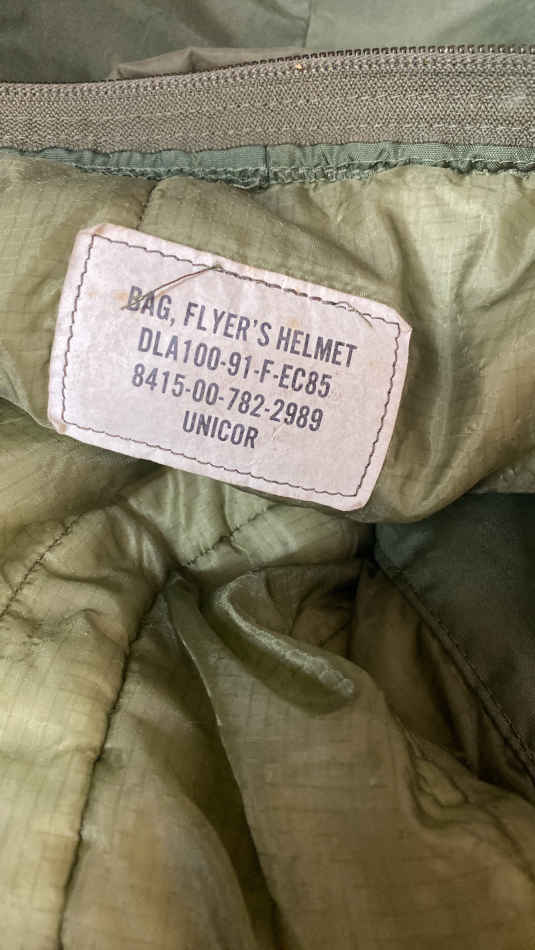 BAG, FLYER'S HELMET
DLA100-91-F-EC85
8415-00-782-2989
UNICOR